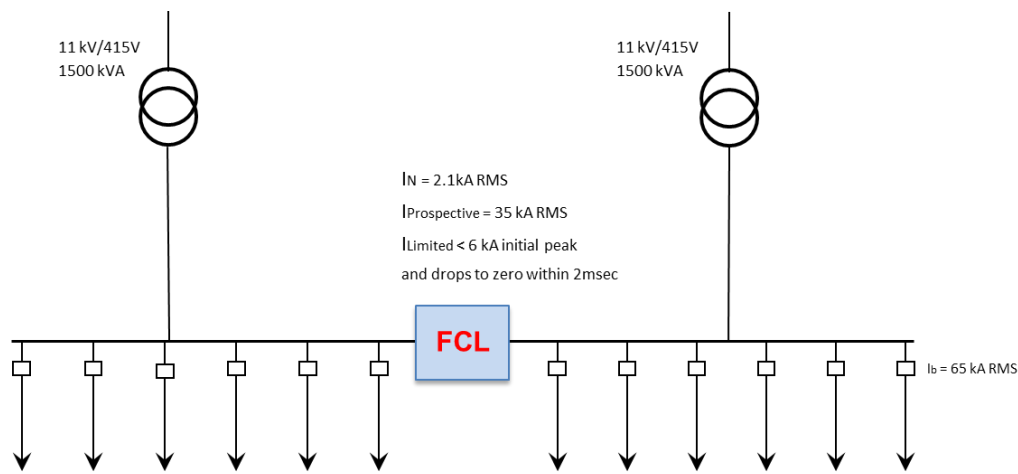 11 kV/415V
1500 kVA
11 kV/415V
1500 kVA
IN = 2.1kA RMS
IProspective = 35 kA RMS
ILimited < 6 kA initial peak
and drops to zero within 2msec
FCL
Ib = 65 kA RMS